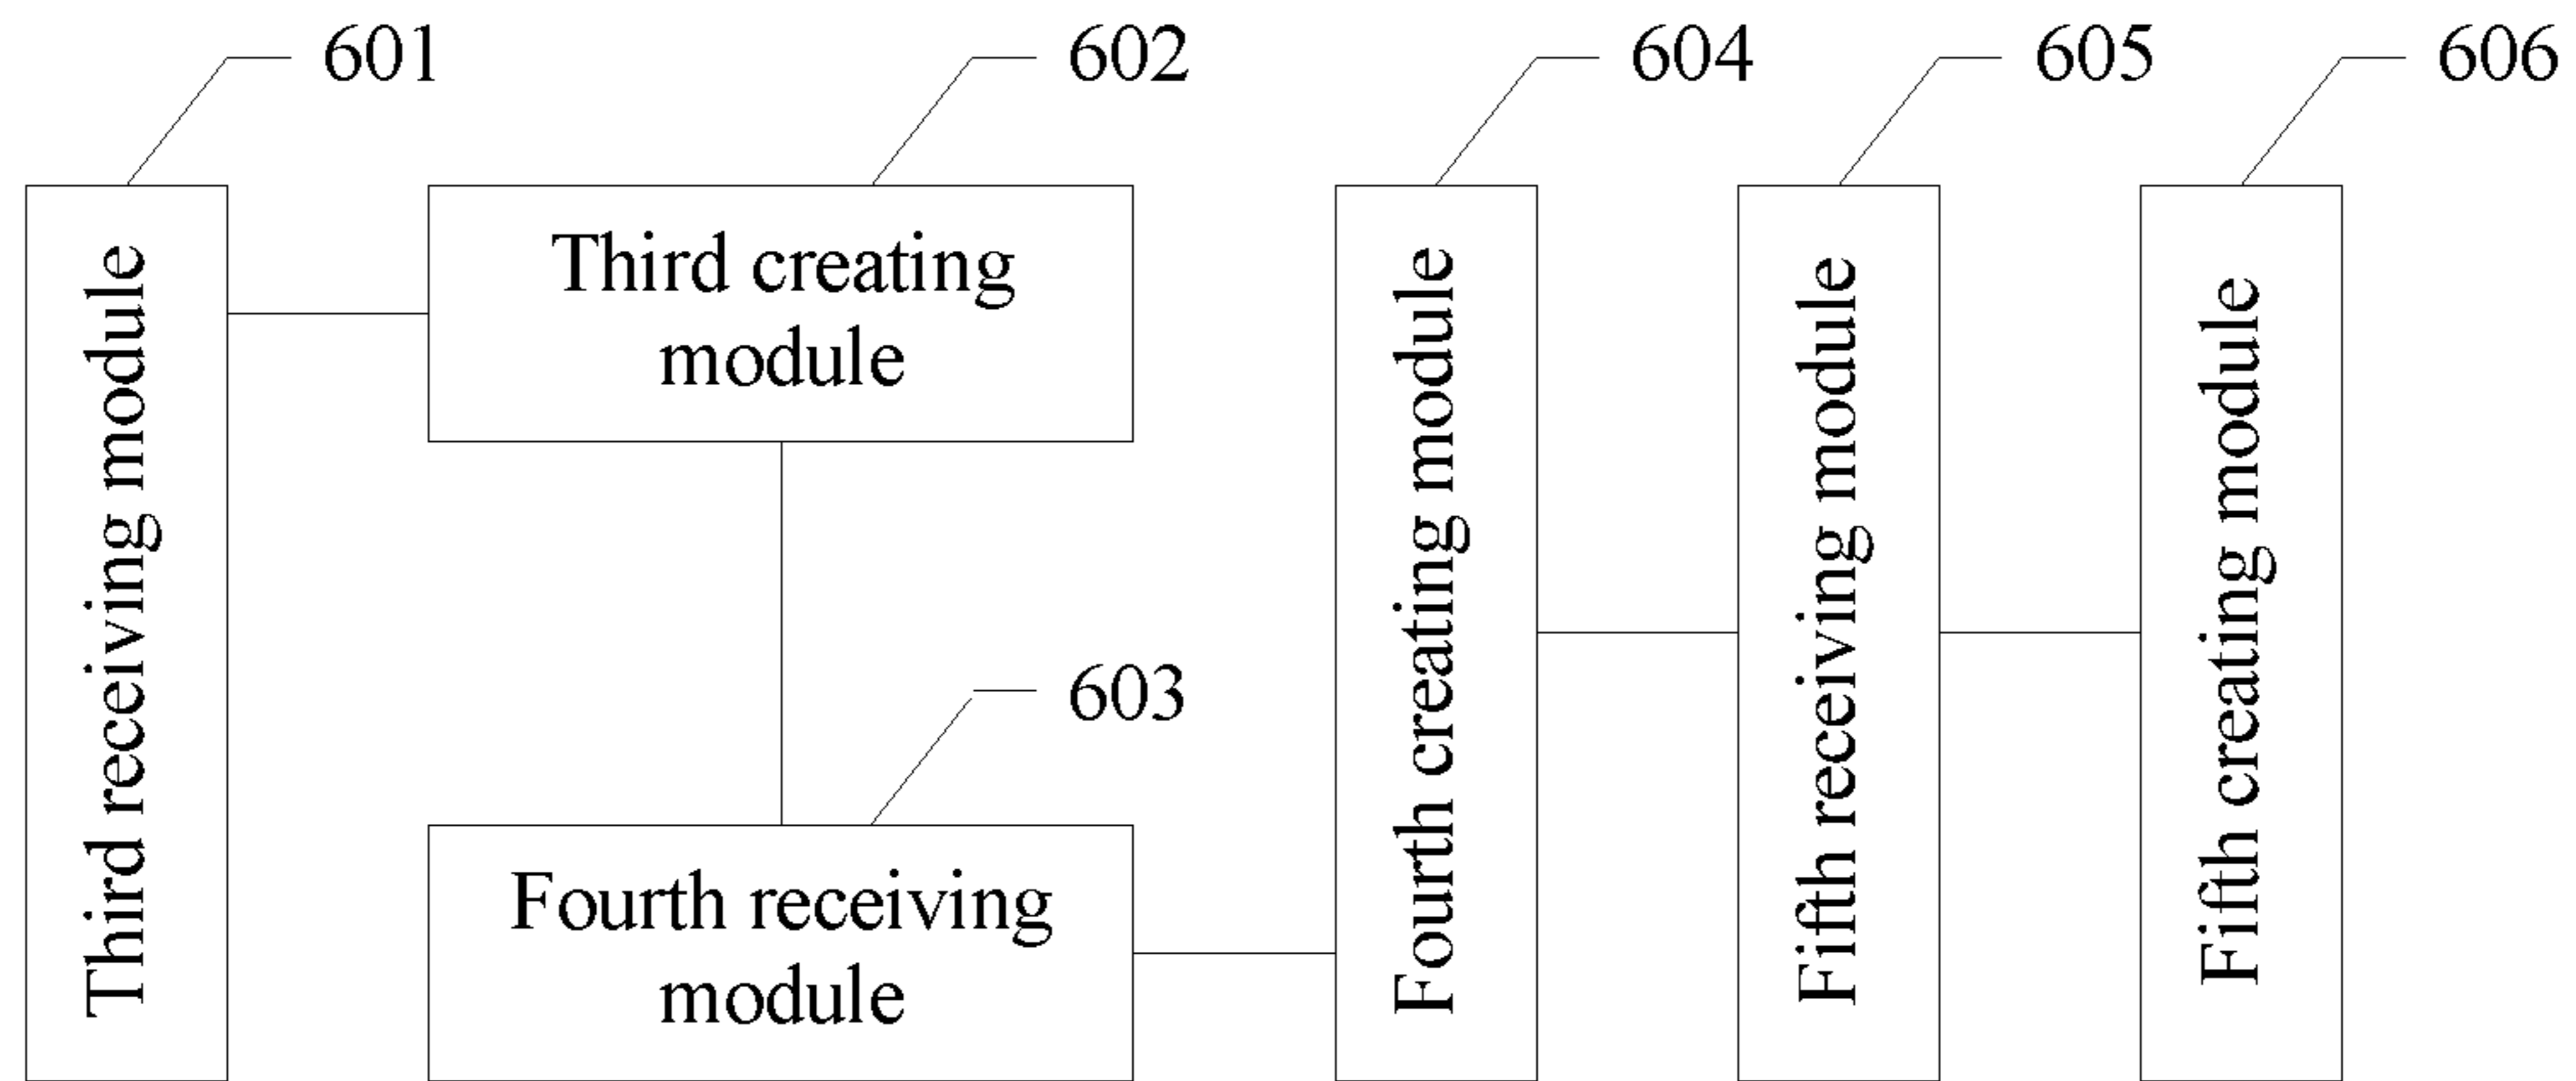 601
602
604
605
606
Third receiving module
Third creating
module
603
Fourth receiving
module
Fourth creating module
Fifth receiving module
Fifth creating module